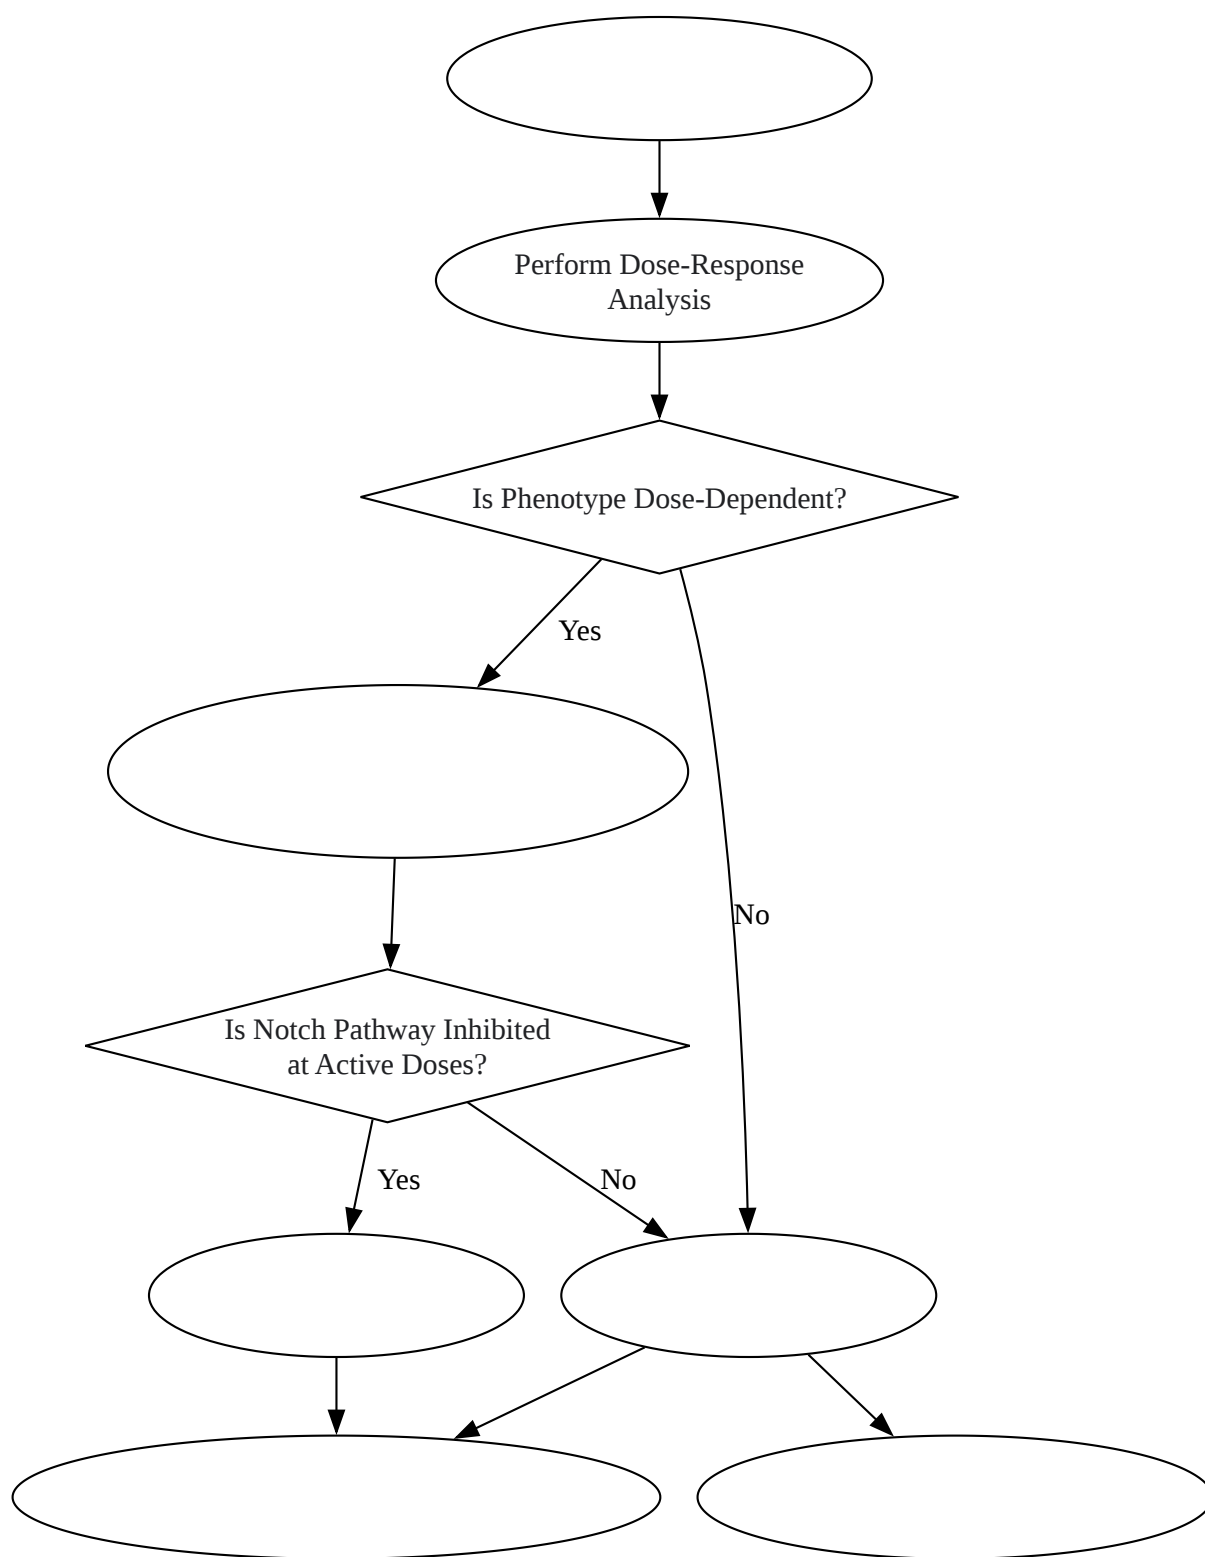 Perform Dose-Response
Analysis
Is Phenotype Dose-Dependent?
Yes
No
Is Notch Pathway Inhibited
at Active Doses?
Yes
No